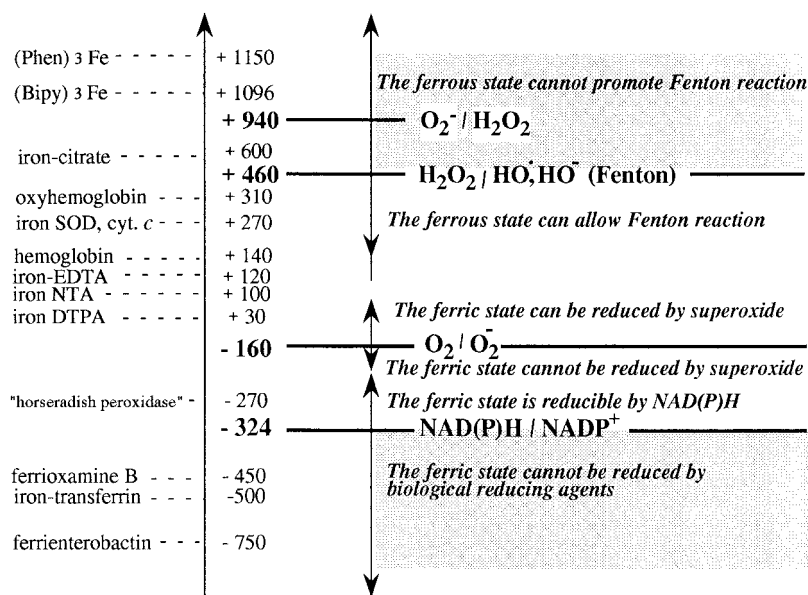 (Phen) 3 Fe - - - - - - + 1150
The ferrous state cannot promote Fenton reaction
(Bipy) 3 Fe - - - - - - + 1096
+ 940 O₂⁻ / H₂O₂
iron-citrate - - - - - + 600
+ 460 H₂O₂ / HO˙, HO⁻ (Fenton)
oxyhemoglobin - - - + 310
iron SOD, cyt. c - - - + 270
The ferrous state can allow Fenton reaction
hemoglobin - - - - - + 140
iron-EDTA - - - - - + 120
iron NTA - - - - - + 100
The ferric state can be reduced by superoxide
iron DTPA - - - - - + 30
- 160 O₂ / O₂⁻
The ferric state cannot be reduced by superoxide
"horseradish peroxidase" - - 270
The ferric state is reducible by NAD(P)H
- 324 NAD(P)H / NADP⁺
ferrioxamine B - - - - 450
The ferric state cannot be reduced by
iron-transferrin - - - -500
biological reducing agents
ferrienterobactin - - - - 750